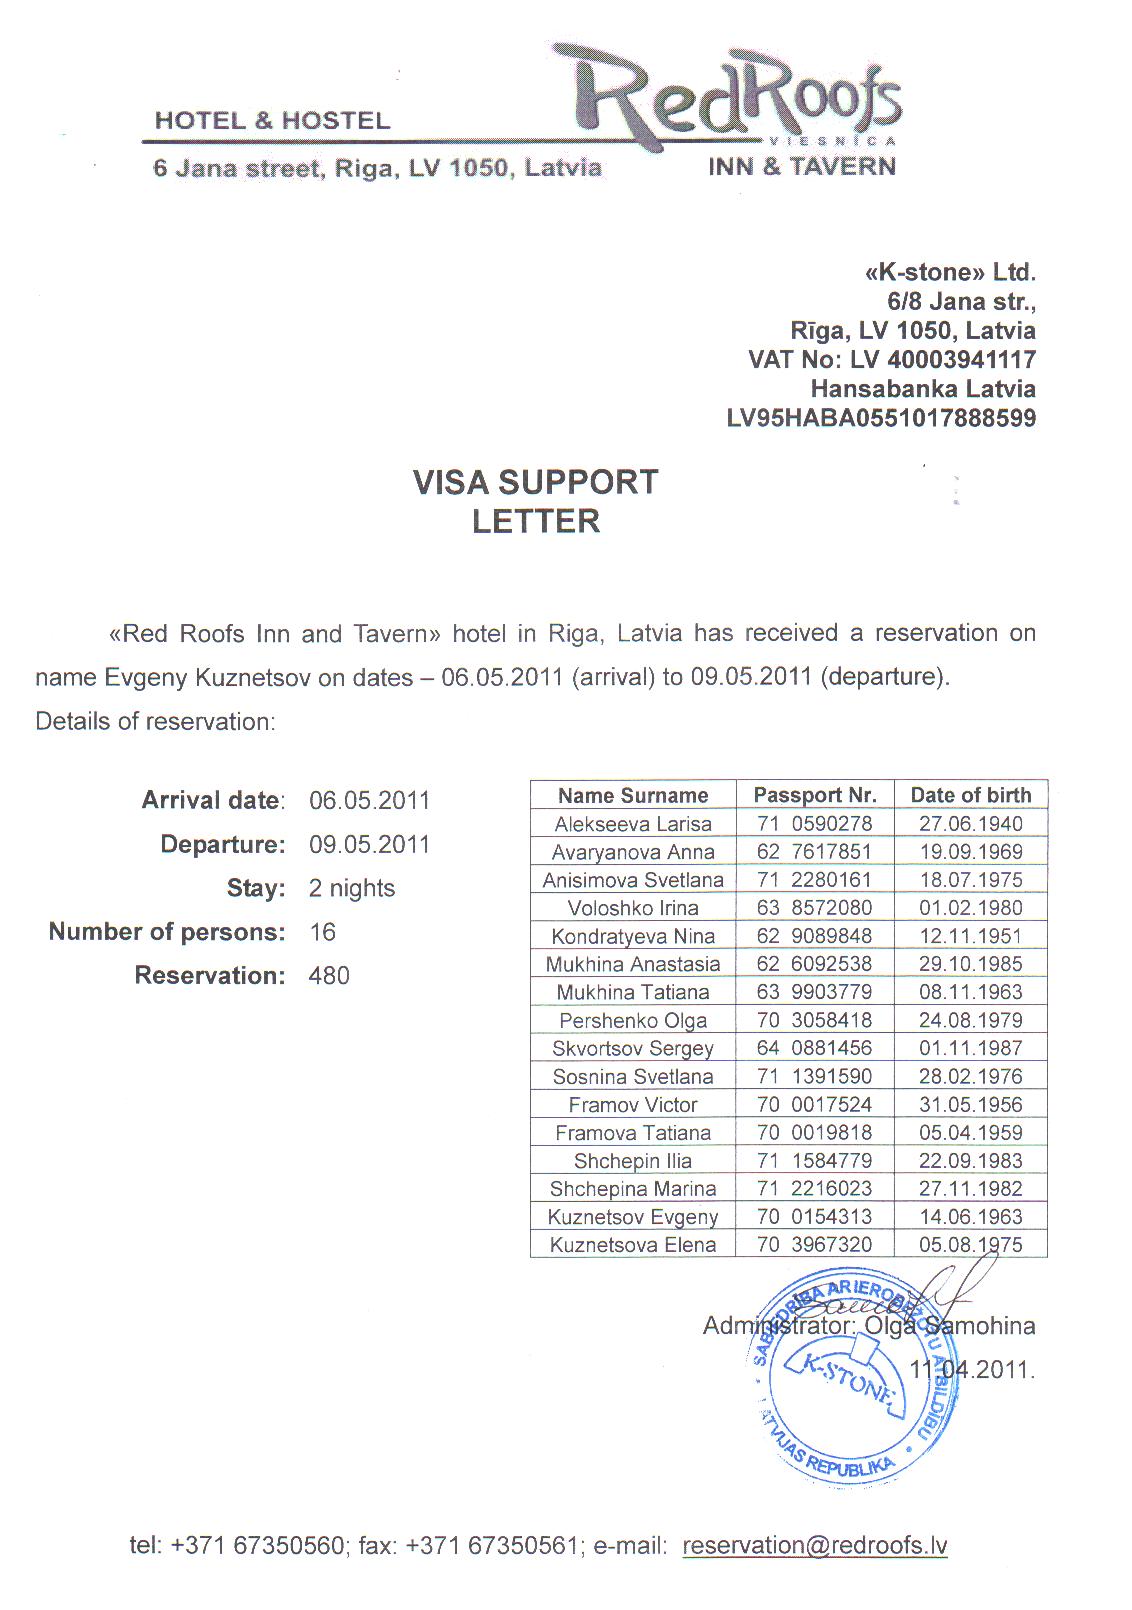 RedRoofs
HOTEL & HOSTEL
VIESNĪCA
6 Jana street, Riga, LV 1050, Latvia
INN & TAVERN
«K-stone» Ltd.
6/8 Jana str.,
Rīga, LV 1050, Latvia
VAT No: LV 40003941117
Hansabanka Latvia
LV95HABA0551017888599
VISA SUPPORT
LETTER
«Red Roofs Inn and Tavern» hotel in Riga, Latvia has received a reservation on
name Evgeny Kuznetsov on dates – 06.05.2011 (arrival) to 09.05.2011 (departure).
Details of reservation:
Arrival date: 06.05.2011
Departure: 09.05.2011
Stay: 2 nights
Number of persons: 16
Reservation: 480
Name Surname Passport Nr. Date of birth
Alekseeva Larisa 71 0590278 27.06.1940
Avaryanova Anna 62 7617851 19.09.1969
Anisimova Svetlana 71 2280161 18.07.1975
Voloshko Irina 63 8572080 01.02.1980
Kondratyeva Nina 62 9089848 12.11.1951
Mukhina Anastasia 62 6092538 29.10.1985
Mukhina Tatiana 63 9903779 08.11.1963
Pershenko Olga 70 3058418 24.08.1979
Skvortsov Sergey 64 0881456 01.11.1987
Sosnina Svetlana 71 1391590 28.02.1976
Framov Victor 70 0017524 31.05.1956
Framova Tatiana 70 0019818 05.04.1959
Shchepin Ilia 71 1584779 22.09.1983
Shchepina Marina 71 2216023 27.11.1982
Kuznetsov Evgeny 70 0154313 14.06.1963
Kuznetsova Elena 70 3967320 05.08.1975
Administrator: Olga Samohina
11.04.2011.
SABIEDRĪBA AR IEROBEŽOTU ATBILDĪBU
K-STONE
LATVIJAS REPUBLIKA
tel: +371 67350560; fax: +371 67350561; e-mail: reservation@redroofs.lv